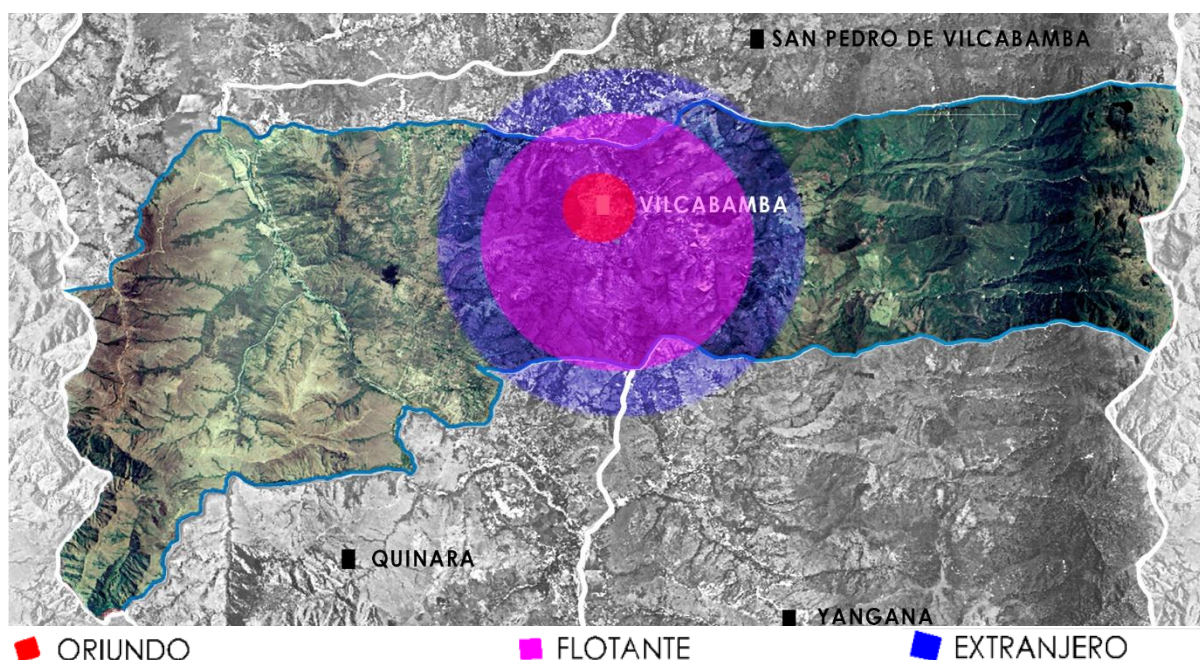 SAN PEDRO DE VILCABAMBA
VILCABAMBA
QUINARA
YANGANA
ORIUNDO
FLOTANTE
EXTRANJERO